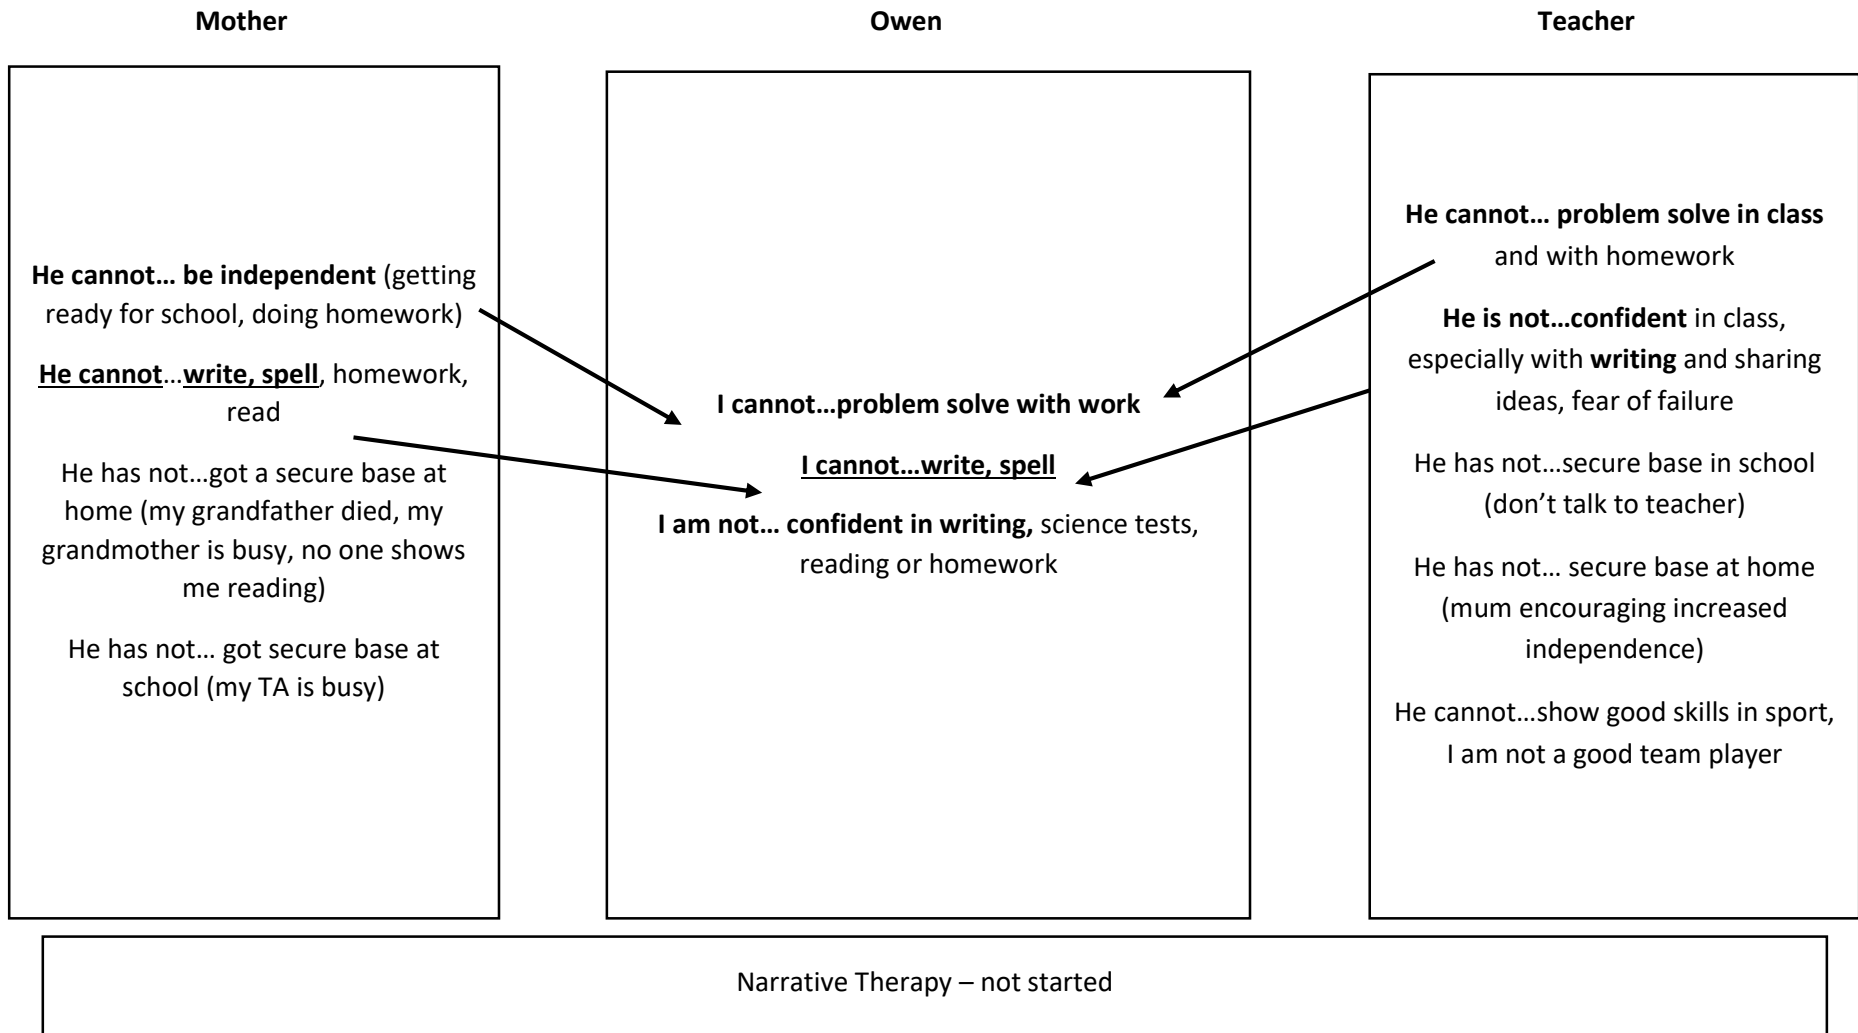 Mother
Owen
Teacher
He cannot… be independent (getting
ready for school, doing homework)
He cannot…write, spell, homework,
read
He has not…got a secure base at
home (my grandfather died, my
grandmother is busy, no one shows
me reading)
He has not… got secure base at
school (my TA is busy)
I cannot…problem solve with work
I cannot…write, spell
I am not… confident in writing, science tests,
reading or homework
He cannot… problem solve in class
and with homework
He is not…confident in class,
especially with writing and sharing
ideas, fear of failure
He has not…secure base in school
(don’t talk to teacher)
He has not… secure base at home
(mum encouraging increased
independence)
He cannot…show good skills in sport,
I am not a good team player
Narrative Therapy – not started